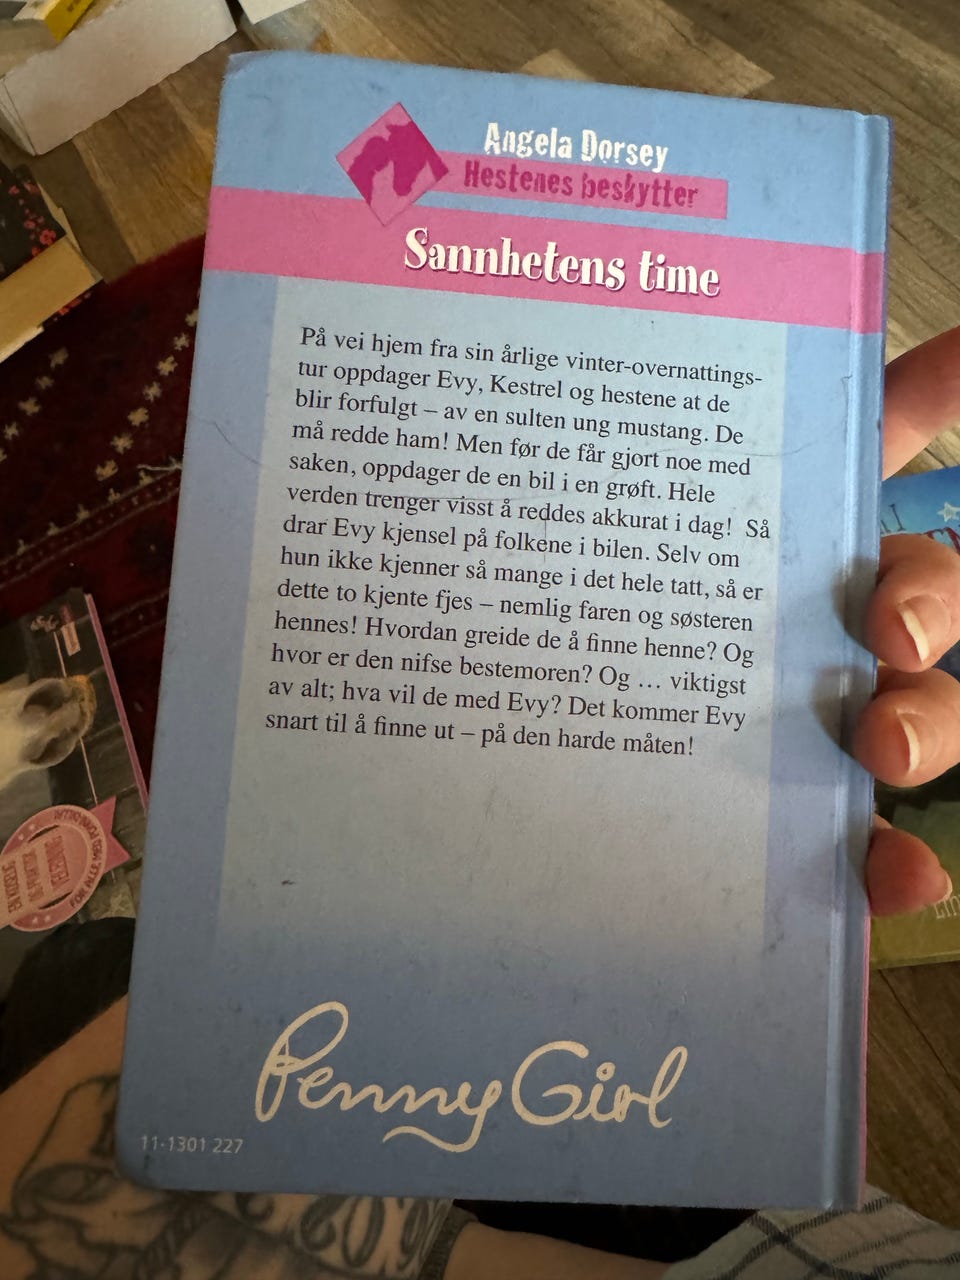 Angela Dorsey
Hestenes beskytter
Sannhetens time
På vei hjem fra sin årlige vinter-overnattings-
tur oppdager Evy, Kestrel og hestene at de
blir forfulgt – av en sulten ung mustang. De
må redde ham! Men før de får gjort noe med
saken, oppdager de en bil i en grøft. Hele
verden trenger visst å reddes akkurat i dag! Så
drar Evy kjensel på folkene i bilen. Selv om
hun ikke kjenner så mange i det hele tatt, så er
dette to kjente fjes – nemlig faren og søsteren
hennes! Hvordan greide de å finne henne? Og
hvor er den nifse bestemoren? Og … viktigst
av alt; hva vil de med Evy? Det kommer Evy
snart til å finne ut – på den harde måten!
Penny Girl
11-1301 227
FOR ALLE